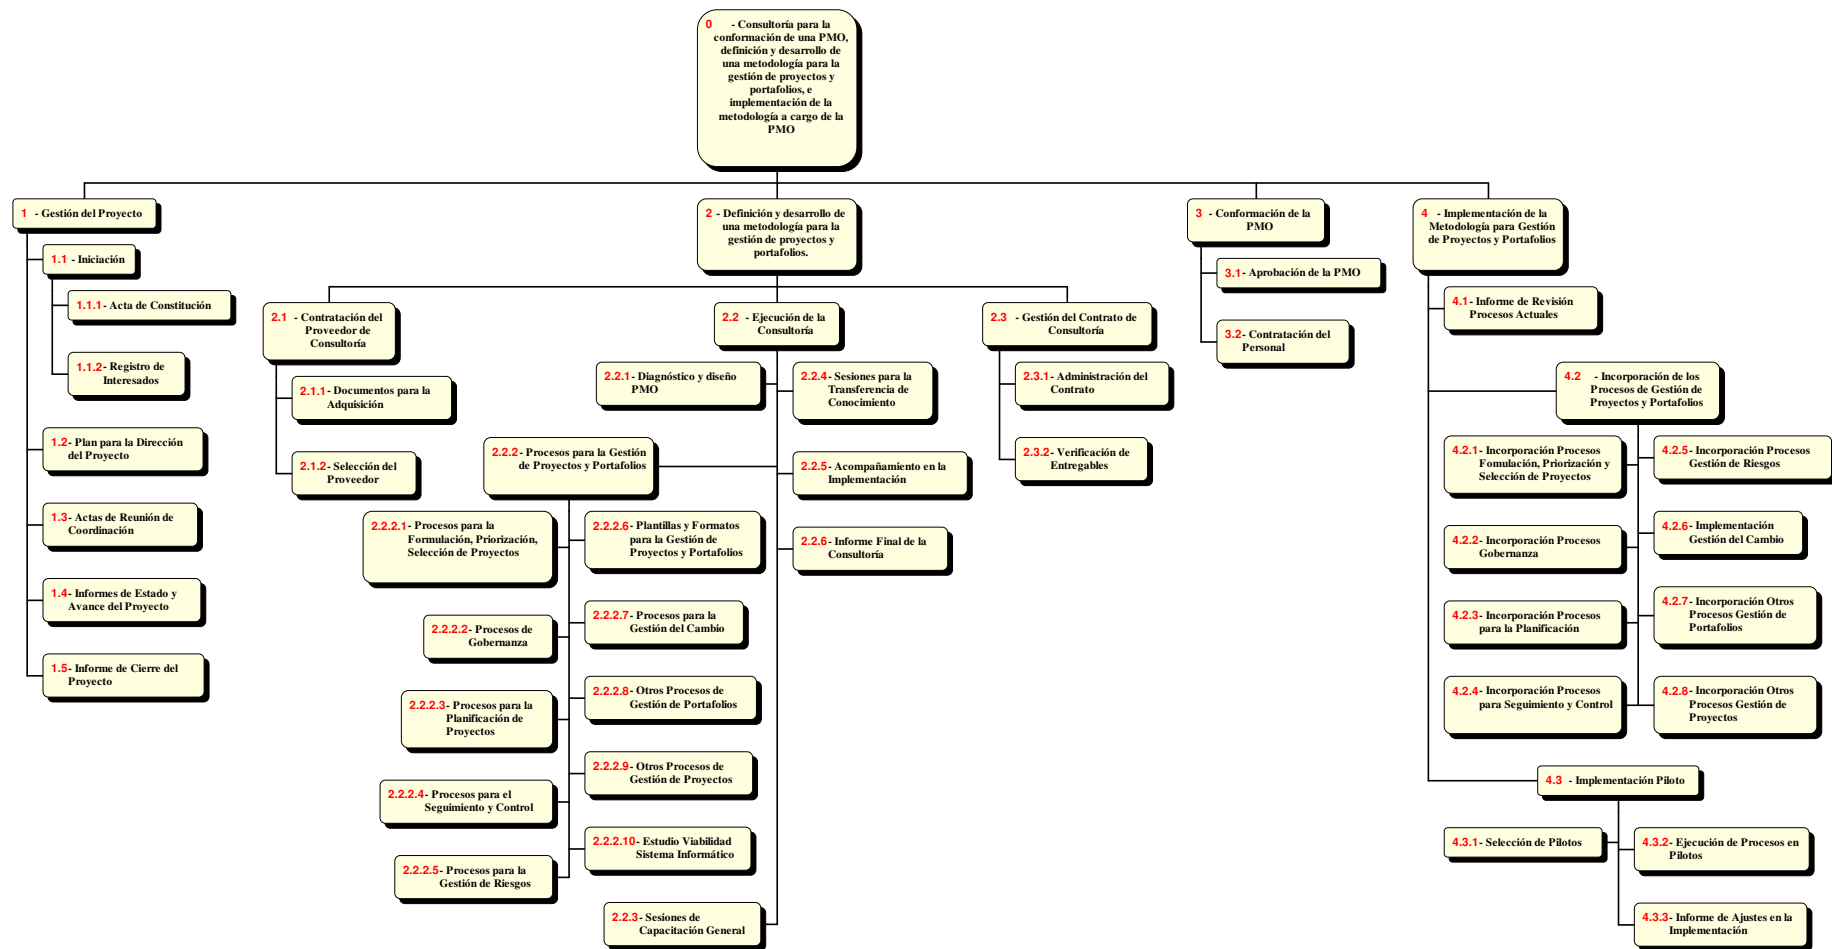 0 - Consultoría para la
conformación de una PMO,
definición y desarrollo de
una metodología para la
gestión de proyectos y
portafolios, e
implementación de la
metodología a cargo de la
PMO
1 - Gestión del Proyecto
1.1 - Iniciación
1.1.1- Acta de Constitución
1.1.2- Registro de
Interesados
1.2- Plan para la Dirección
del Proyecto
1.3- Actas de Reunión de
Coordinación
1.4- Informes de Estado y
Avance del Proyecto
1.5- Informe de Cierre del
Proyecto
2 - Definición y desarrollo de
una metodología para la
gestión de proyectos y
portafolios.
2.1 - Contratación del
Proveedor de
Consultoría
2.1.1- Documentos para la
Adquisición
2.1.2- Selección del
Proveedor
2.2 - Ejecución de la
Consultoría
2.2.1- Diagnóstico y diseño
PMO
2.2.2- Procesos para la Gestión
de Proyectos y Portafolios
2.2.2.1- Procesos para la
Formulación, Priorización,
Selección de Proyectos
2.2.2.2- Procesos de
Gobernanza
2.2.2.3- Procesos para la
Planificación de
Proyectos
2.2.2.4- Procesos para el
Seguimiento y Control
2.2.2.5- Procesos para la
Gestión de Riesgos
2.2.2.6- Plantillas y Formatos
para la Gestión de
Proyectos y Portafolios
2.2.2.7- Procesos para la
Gestión del Cambio
2.2.2.8- Otros Procesos de
Gestión de Portafolios
2.2.2.9- Otros Procesos de
Gestión de Proyectos
2.2.2.10- Estudio Viabilidad
Sistema Informático
2.2.3- Sesiones de
Capacitación General
2.2.4- Sesiones para la
Transferencia de
Conocimiento
2.2.5- Acompañamiento en la
Implementación
2.2.6- Informe Final de la
Consultoría
2.3 - Gestión del Contrato de
Consultoría
2.3.1- Administración del
Contrato
2.3.2- Verificación de
Entregables
3 - Conformación de la
PMO
3.1- Aprobación de la PMO
3.2- Contratación del
Personal
4 - Implementación de la
Metodología para Gestión
de Proyectos y Portafolios
4.1- Informe de Revisión
Procesos Actuales
4.2 - Incorporación de los
Procesos de Gestión de
Proyectos y Portafolios
4.2.1- Incorporación Procesos
Fomulación, Priorización y
Selección de Proyectos
4.2.2- Incorporación Procesos
Gobernanza
4.2.3- Incorporación Procesos
para la Planificación
4.2.4- Incorporación Procesos
para Seguimiento y Control
4.2.5- Incorporación Procesos
Gestión de Riesgos
4.2.6- Implementación
Gestión del Cambio
4.2.7- Incorporación Otros
Procesos Gestión de
Portafolios
4.2.8- Incorporación Otros
Procesos Gestión de
Proyectos
4.3 - Implementación Piloto
4.3.1- Selección de Pilotos
4.3.2- Ejecución de Procesos en
Pilotos
4.3.3- Informe de Ajustes en la
Implementación